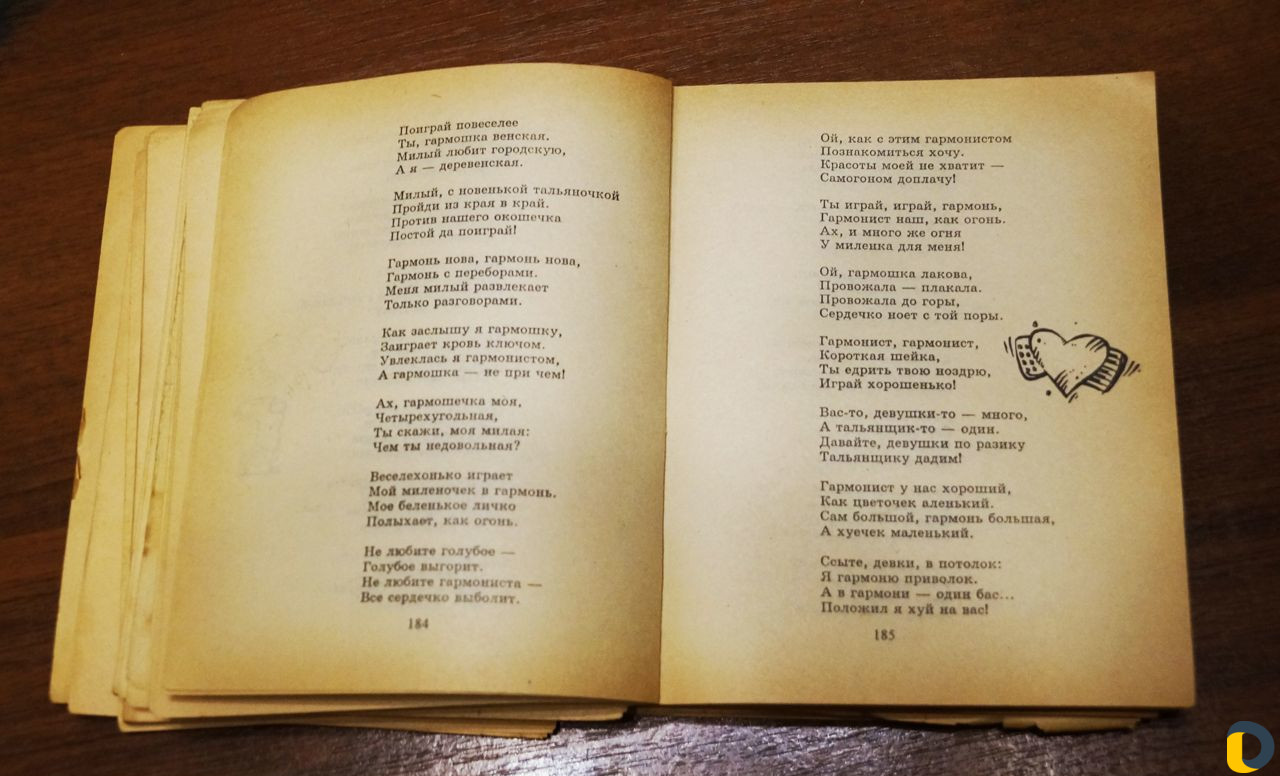 Поиграй повеселее
Ты, гармошка венская.
Милый любит городскую,
А я — деревенская.
Милый, с новенькой тальяночкой
Пройди из края в край.
Против нашего окошечка
Постой да поиграй!
Гармонь нова, гармонь нова,
Гармонь с переборами.
Меня милый развлекает
Только разговорами.
Как заслышу я гармошку,
Заиграет кровь ключом.
Увлеклась я гармонистом,
А гармошка — не при чем!
Ах, гармошечка моя,
Четырехугольная,
Ты скажи, моя милая:
Чем ты недовольная?
Веселехонько играет
Мой миленочек в гармонь.
Мое беленькое личко
Полыхает, как огонь.
Не любите голубое —
Голубое выгорит.
Не любите гармониста —
Все сердечко выболит.
184
Ой, как с этим гармонистом
Познакомиться хочу.
Красоты моей не хватит —
Самогоном доплачу!
Ты играй, играй, гармонь,
Гармонист наш, как огонь.
Ах, и много же огня
У миленка для меня!
Ой, гармошка лакова,
Провожала — плакала.
Провожала до горы,
Сердечко ноет с той поры.
Гармонист, гармонист,
Короткая шейка,
Ты едрить твою ноздрю,
Играй хорошенько!
Вас-то, девушки-то — много,
А тальянщик-то — один.
Давайте, девушки по разику
Тальянщику дадим!
Гармонист у нас хороший,
Как цветочек аленький.
Сам большой, гармонь большая,
А хуечек маленький.
Ссыте, девки, в потолок:
Я гармоню приволок.
А в гармони — один бас...
Положил я хуй на вас!
185